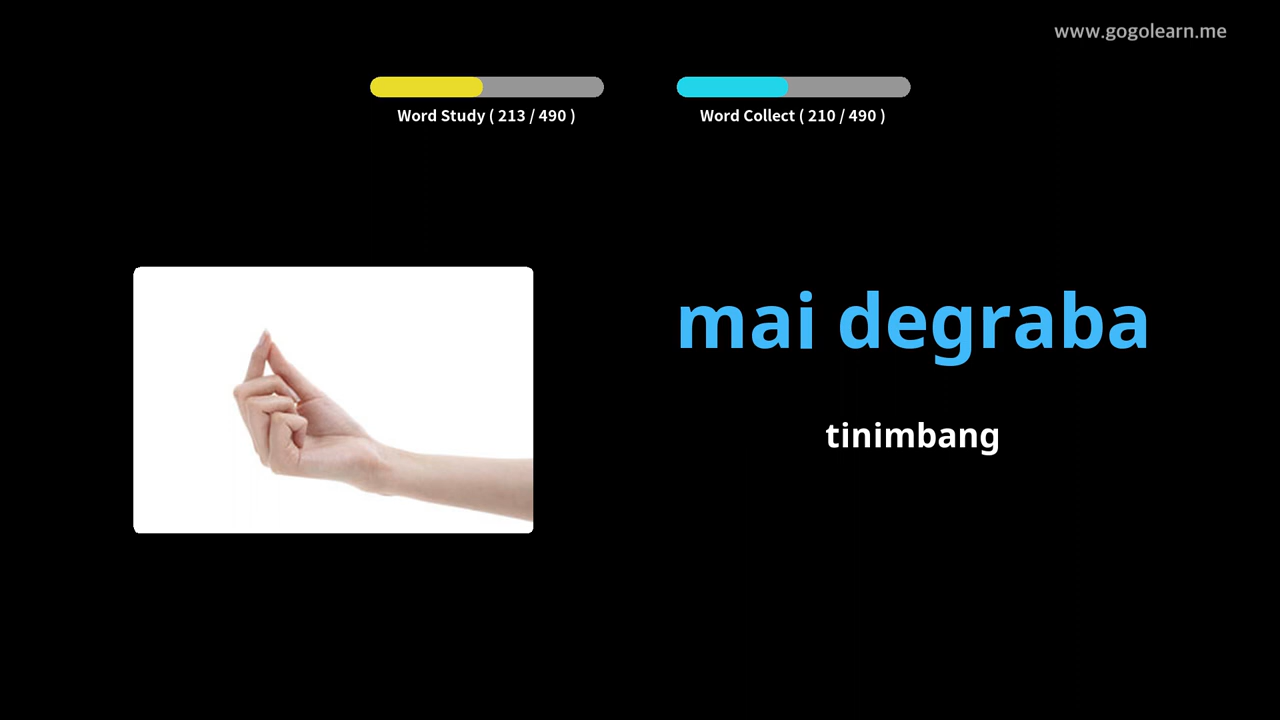 www.gogolearn.me
Word Study ( 213 / 490 )
Word Collect ( 210 / 490 )
mai degraba
tinimbang